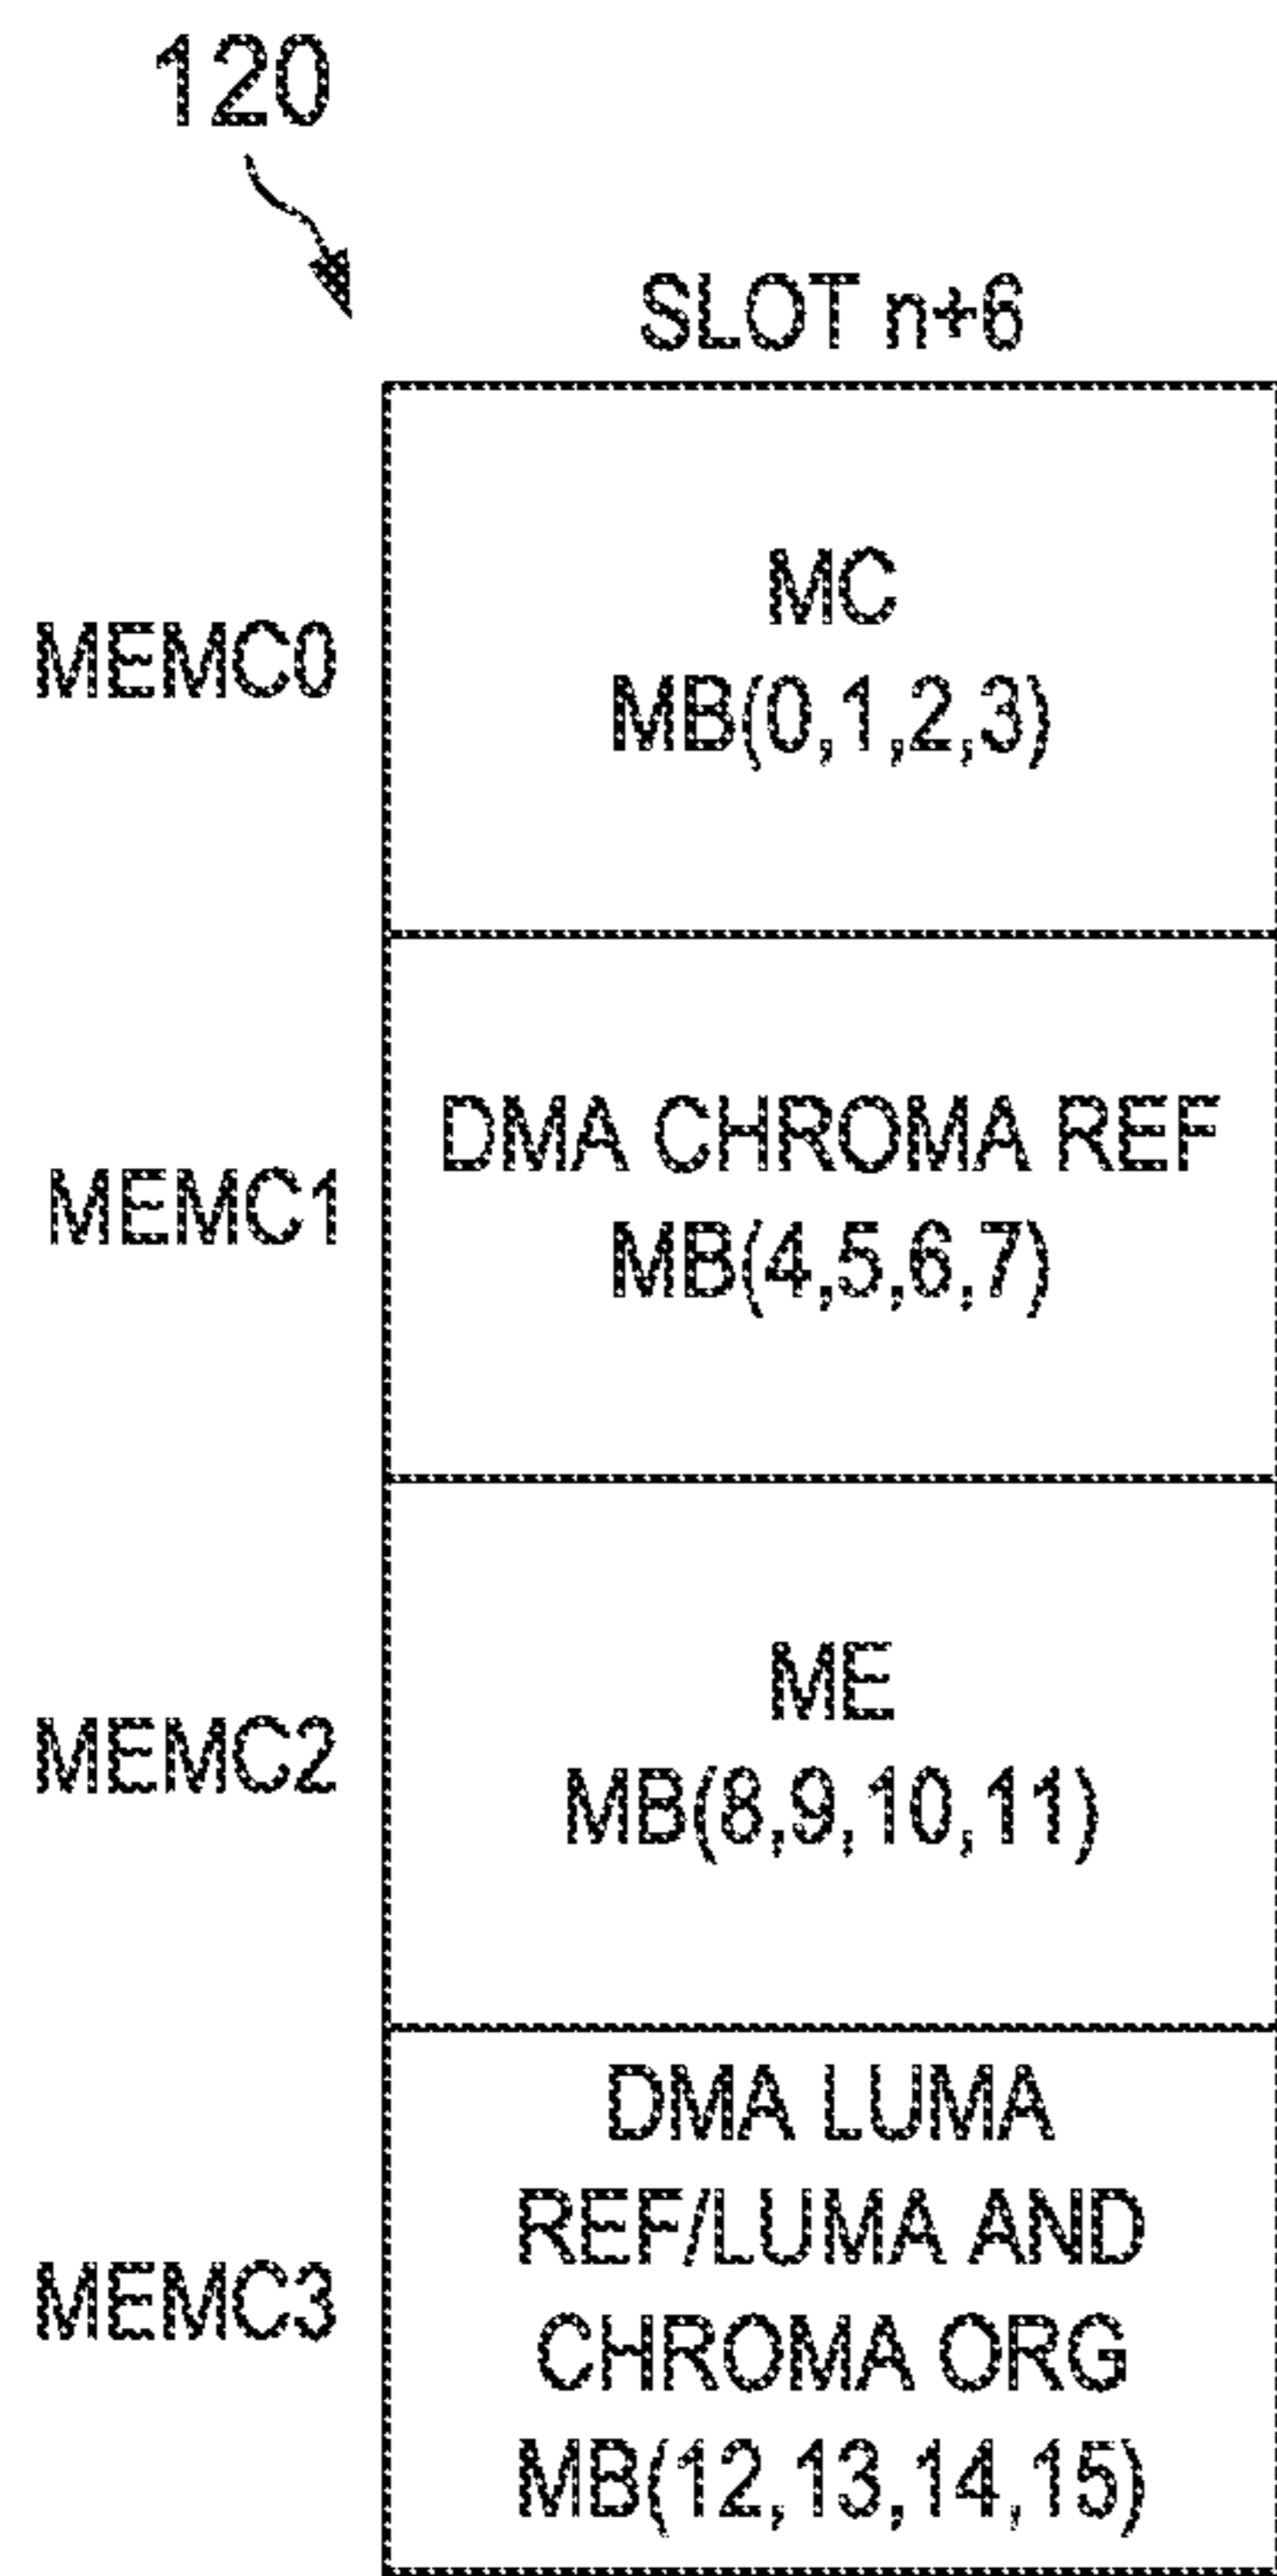 120
SLOT n+6
MEMC0
MC
MB(0,1,2,3)
MEMC1
DMA CHROMA REF
MB(4,5,6,7)
MEMC2
ME
MB(8,9,10,11)
MEMC3
DMA LUMA
REF/LUMA AND
CHROMA ORG
MB(12,13,14,15)